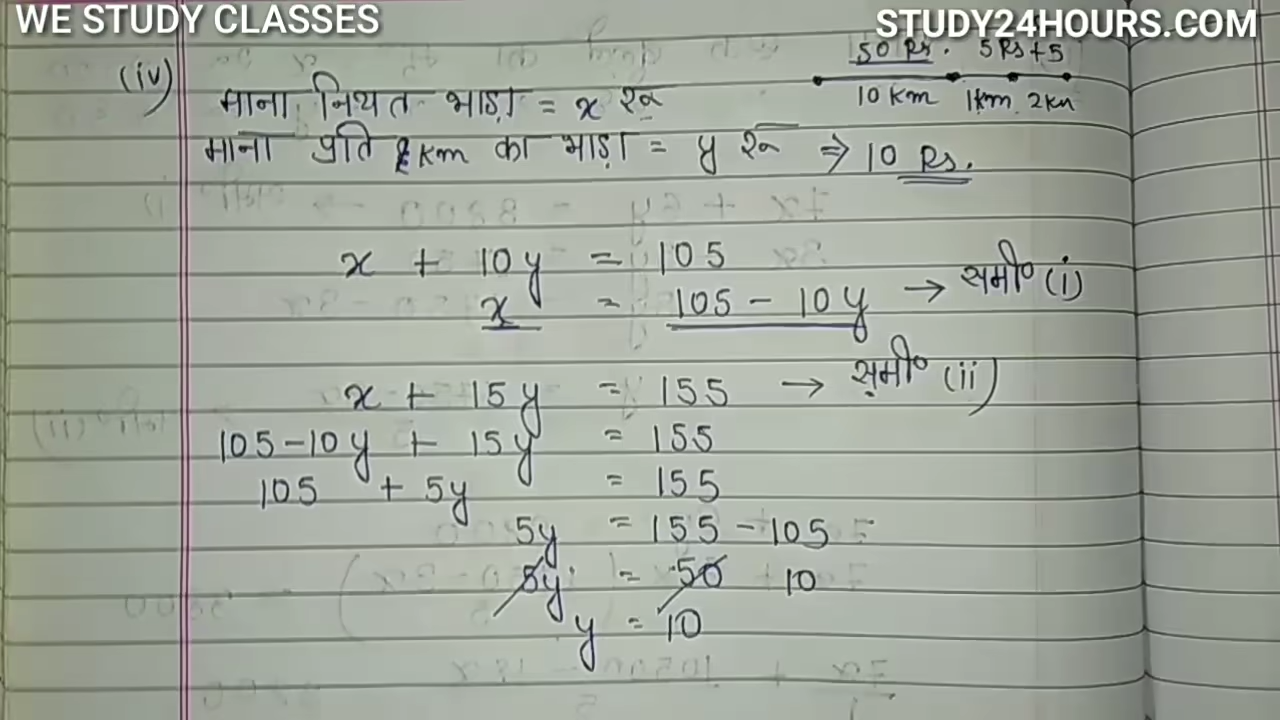 WE STUDY CLASSES
STUDY24HOURS.COM
50 Rs. 5Rs+5
10 km 1km 2km
(iv) माना नियत भाड़ा = x रू
माना प्रति km का भाड़ा = y रू ⇒ 10 Rs.
x + 10y = 105
x = 105 - 10y → समी० (i)
x + 15y = 155 → समी० (ii)
105-10y + 15y = 155
105 + 5y = 155
5y = 155 - 105
5y = 50 10
y = 10